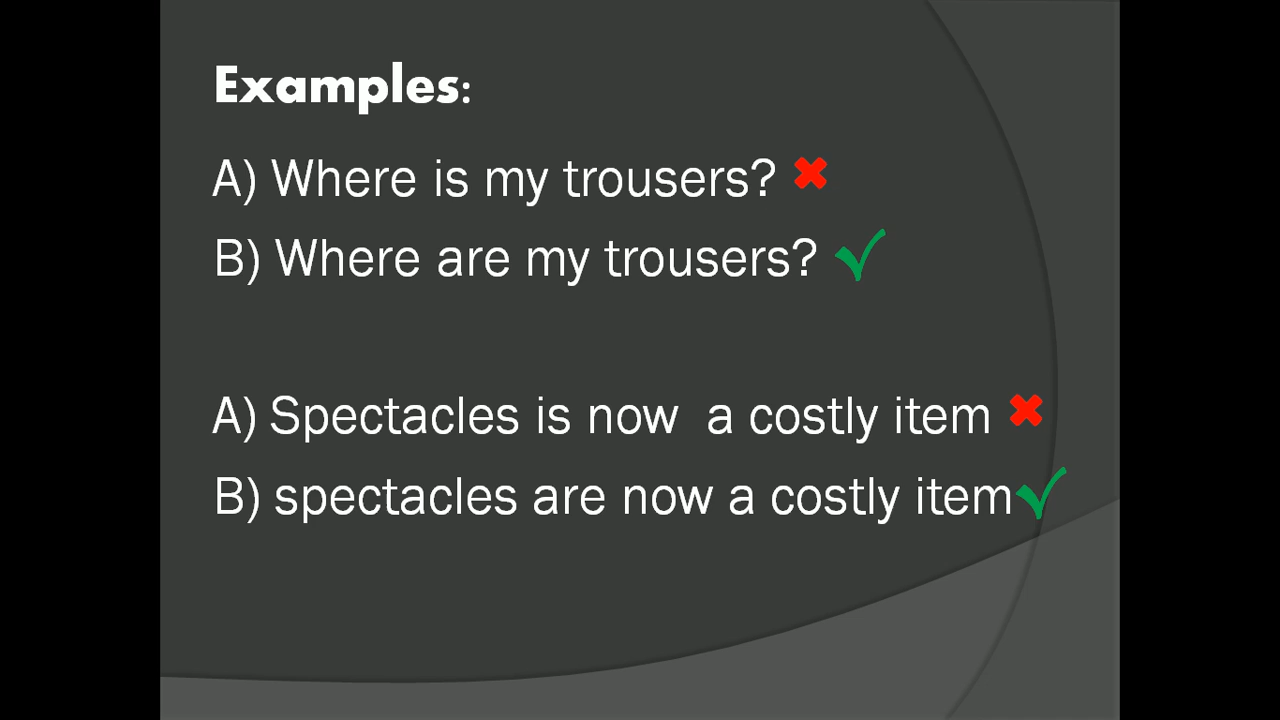 Examples:
A) Where is my trousers? ✖
B) Where are my trousers? ✓
A) Spectacles is now  a costly item ✖
B) spectacles are now a costly item ✓